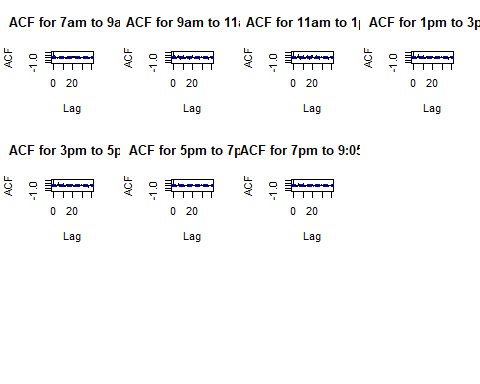 ACF for 7am to 9a
ACF for 9am to 11
ACF for 11am to 1
ACF for 1pm to 3p
ACF
-1.0
0 20
Lag
ACF
-1.0
0 20
Lag
ACF
-1.0
0 20
Lag
ACF
-1.0
0 20
Lag
ACF for 3pm to 5p
ACF for 5pm to 7p
ACF for 7pm to 9:05
ACF
-1.0
0 20
Lag
ACF
-1.0
0 20
Lag
ACF
-1.0
0 20
Lag